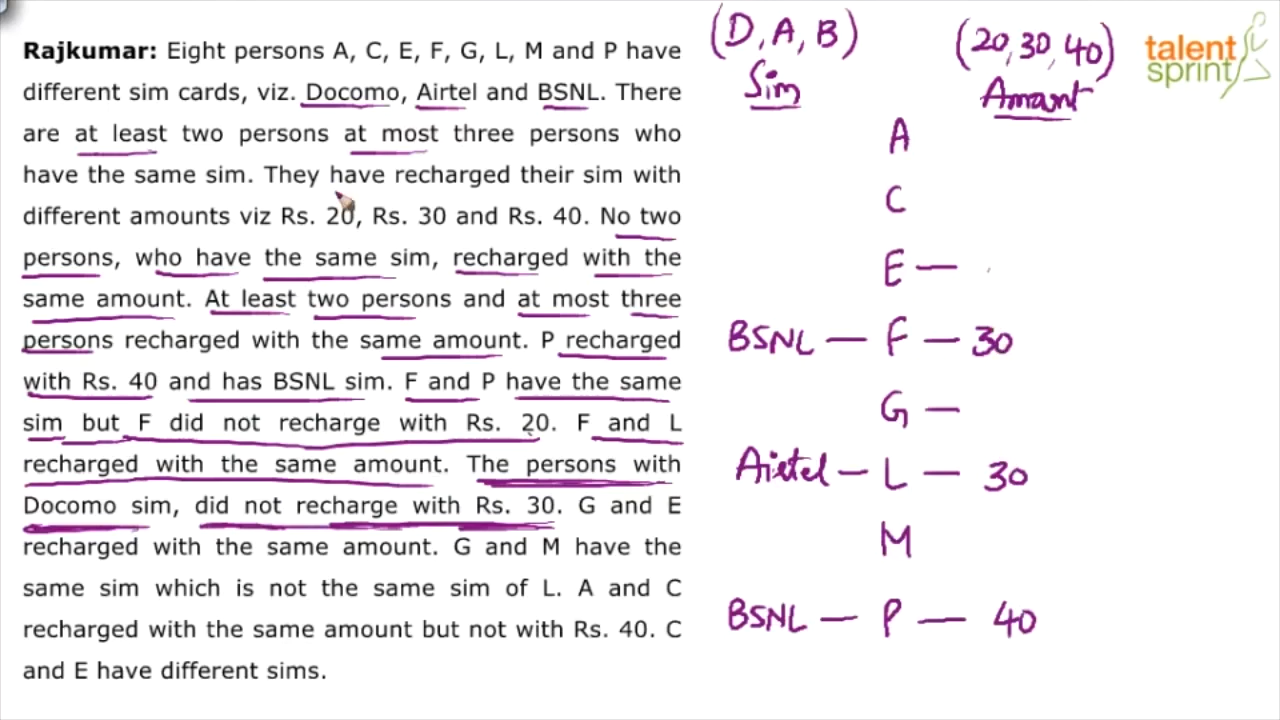 Rajkumar: Eight persons A, C, E, F, G, L, M and P have
different sim cards, viz. Docomo, Airtel and BSNL. There
are at least two persons at most three persons who
have the same sim. They have recharged their sim with
different amounts viz Rs. 20, Rs. 30 and Rs. 40. No two
persons, who have the same sim, recharged with the
same amount. At least two persons and at most three
persons recharged with the same amount. P recharged
with Rs. 40 and has BSNL sim. F and P have the same
sim but F did not recharge with Rs. 20. F and L
recharged with the same amount. The persons with
Docomo sim, did not recharge with Rs. 30. G and E
recharged with the same amount. G and M have the
same sim which is not the same sim of L. A and C
recharged with the same amount but not with Rs. 40. C
and E have different sims.
(D, A, B) (20, 30, 40)
Sim Amount
talent
sprint
A
C
E —
BSNL — F — 30
G —
Airtel — L — 30
M
BSNL — P — 40